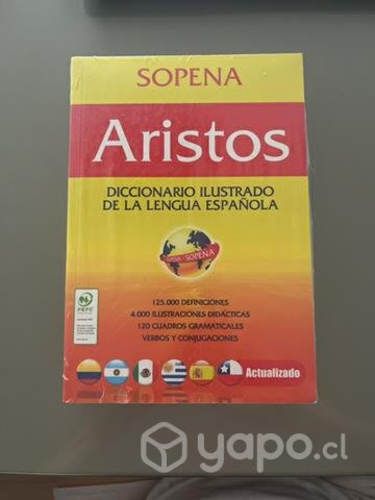 SOPENA
Aristos
DICCIONARIO ILUSTRADO
DE LA LENGUA ESPAÑOLA
SOPENA
125.000 DEFINICIONES
4.000 ILUSTRACIONES DIDÁCTICAS
120 CUADROS GRAMATICALES
VERBOS Y CONJUGACIONES
PEFC
Actualizado
yapo.cl